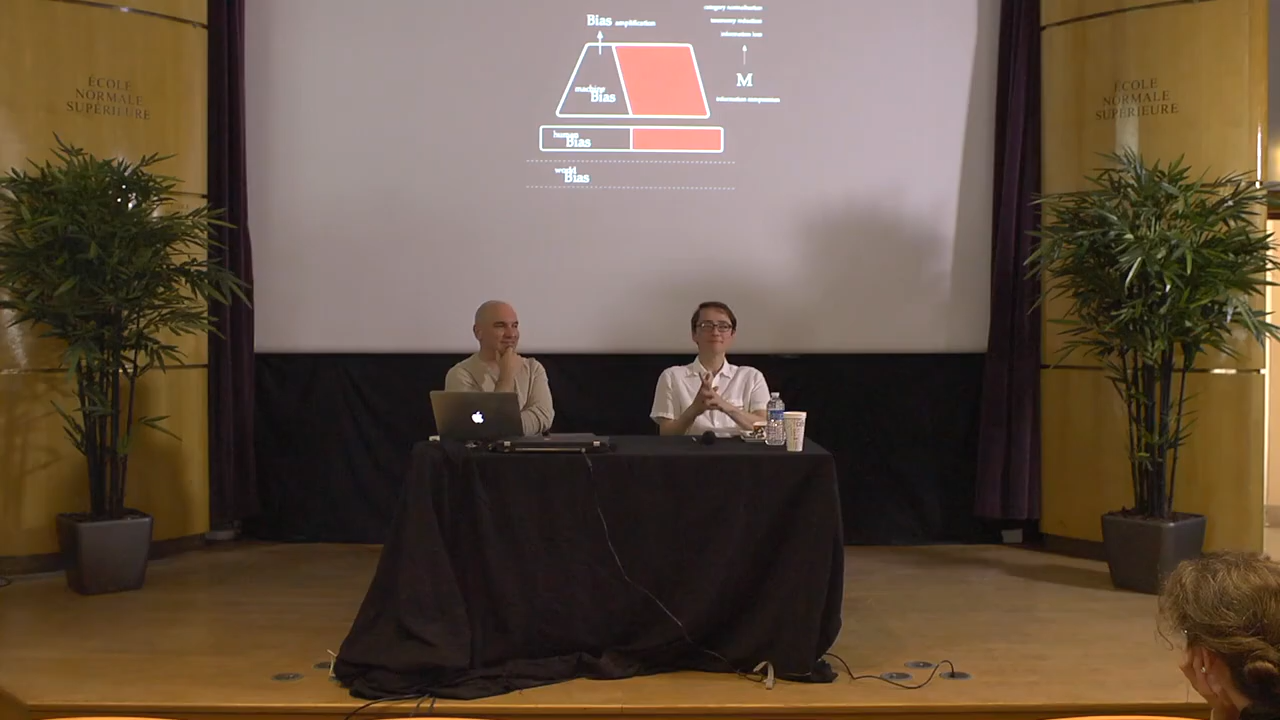 Bias amplification
category normalisation
taxonomy reduction
information loss
M
information compression
machine
Bias
human
Bias
world
Bias
ÉCOLE
NORMALE
SUPÉRIEURE
ÉCOLE
NORMALE
SUPÉRIEURE